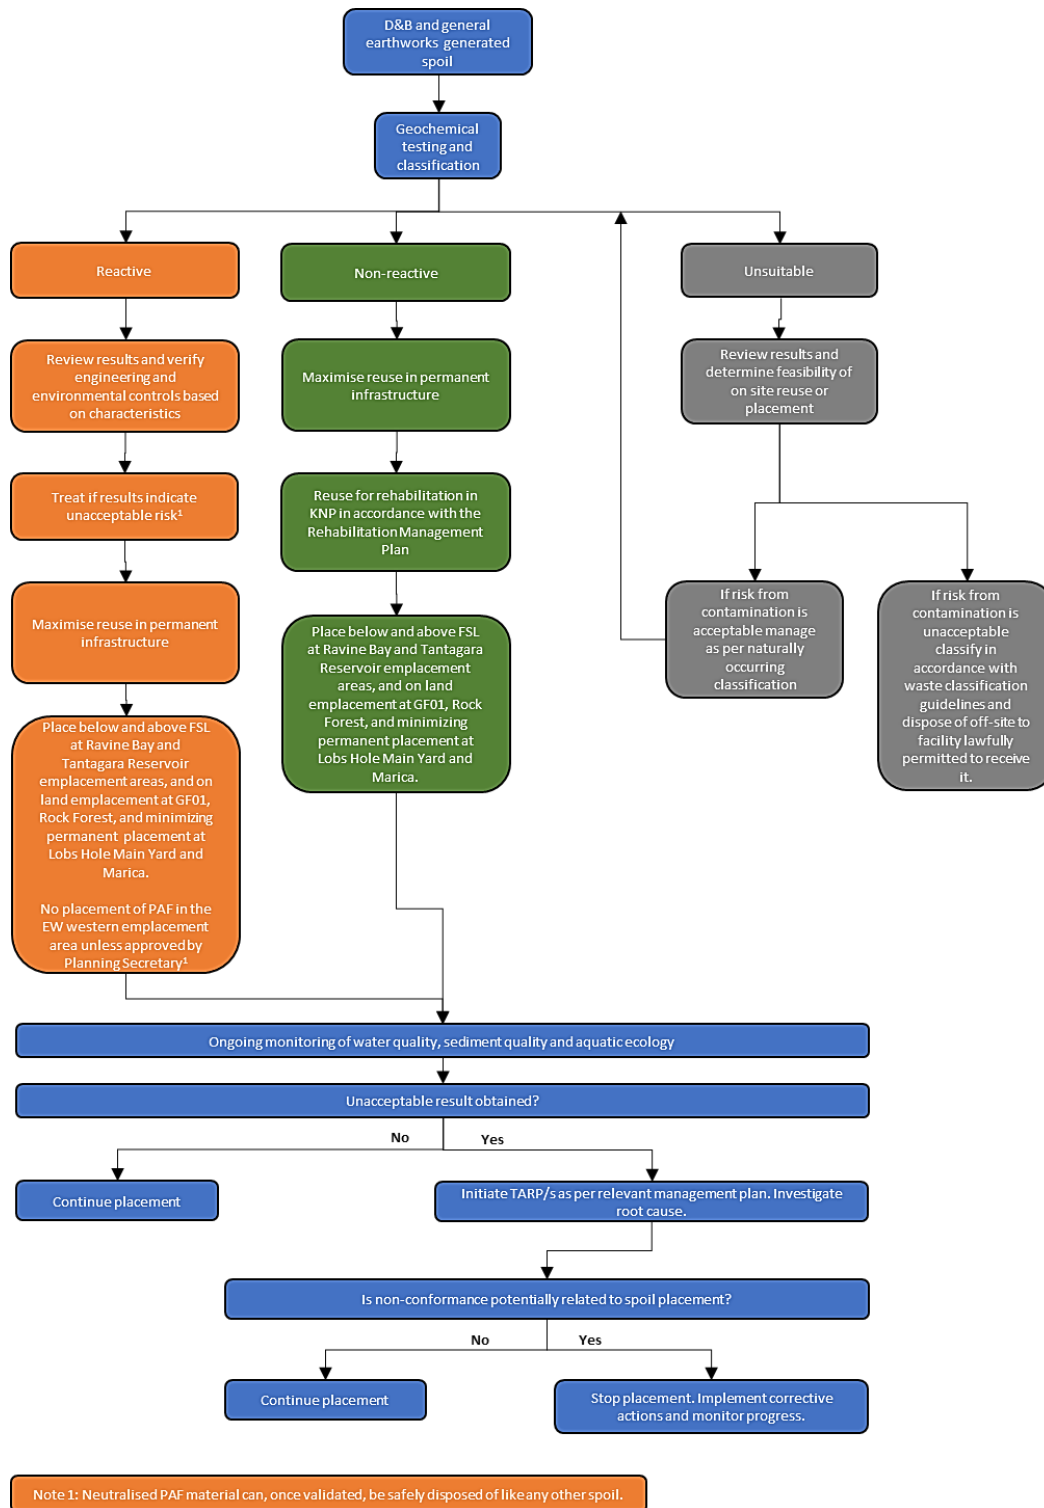 D&B and general
earthworks generated
spoil
Geochemical
testing and
classification
Reactive
Non-reactive
Unsuitable
Review results and verify
engineering and
environmental controls based
on characteristics
Maximise reuse in permanent
infrastructure
Review results and
determine feasibility of
on site reuse or
placement
Treat if results indicate
unacceptable risk¹
Reuse for rehabilitation in
KNP in accordance with the
Rehabilitation Management
Plan
Maximise reuse in permanent
infrastructure
Place below and above FSL
at Ravine Bay and Tantagara
Reservoir emplacement
areas, and on land
emplacement at GF01, Rock
Forest, and minimizing
permanent placement at
Lobs Hole Main Yard and
Marica.
If risk from
contamination is
acceptable manage
as per naturally
occurring
classification
If risk from
contamination is
unacceptable
classify in
accordance with
waste classification
guidelines and
dispose of off-site to
facility lawfully
permitted to receive
it.
Place below and above FSL
at Ravine Bay and
Tantagara Reservoir
emplacement areas, and on
land emplacement at GF01,
Rock Forest, and minimizing
permanent placement at
Lobs Hole Main Yard and
Marica.
No placement of PAF in the
EW western emplacement
area unless approved by
Planning Secretary¹
Ongoing monitoring of water quality, sediment quality and aquatic ecology
Unacceptable result obtained?
No
Yes
Continue placement
Initiate TARP/s as per relevant management plan. Investigate
root cause.
Is non-conformance potentially related to spoil placement?
No
Yes
Continue placement
Stop placement. Implement corrective
actions and monitor progress.
Note 1: Neutralised PAF material can, once validated, be safely disposed of like any other spoil.